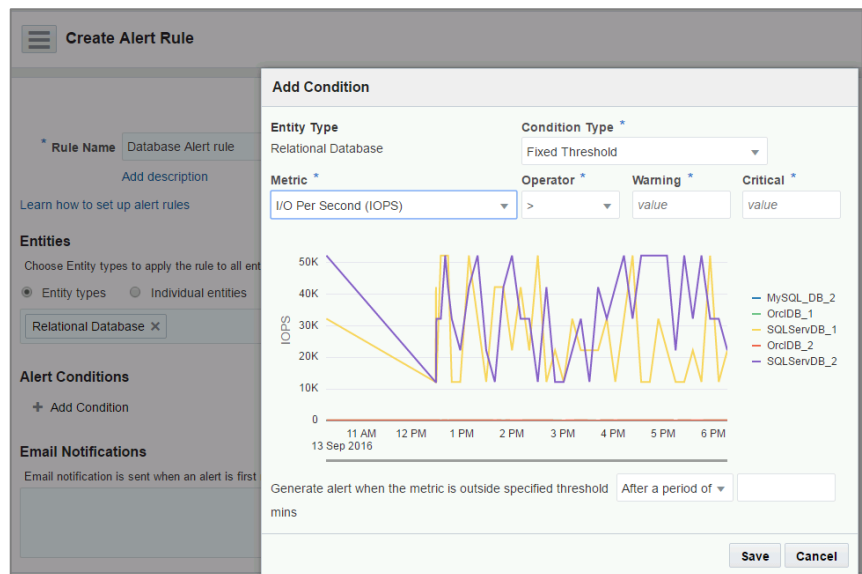 Create Alert Rule
* Rule Name Database Alert rule
Add description
Learn how to set up alert rules
Entities
Choose Entity types to apply the rule to all ent
Entity types Individual entities
Relational Database ✕
Alert Conditions
+ Add Condition
Email Notifications
Email notification is sent when an alert is first
Add Condition
Entity Type Condition Type *
Relational Database Fixed Threshold
Metric * Operator * Warning * Critical *
I/O Per Second (IOPS) > value value
IOPS
50K
40K
30K
20K
10K
0
11 AM 12 PM 1 PM 2 PM 3 PM 4 PM 5 PM 6 PM
13 Sep 2016
MySQL_DB_2
OrclDB_1
SQLServDB_1
OrclDB_2
SQLServDB_2
Generate alert when the metric is outside specified threshold After a period of
mins
Save Cancel